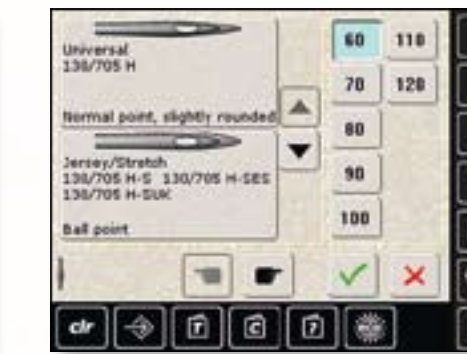 Universal
130/705 H
Normal point, slightly rounded
Jersey/Stretch
130/705 H-S 130/705 H-SES
130/705 H-SUK
Ball point
60 110
70 120
80
90
100
clr
T
C
?